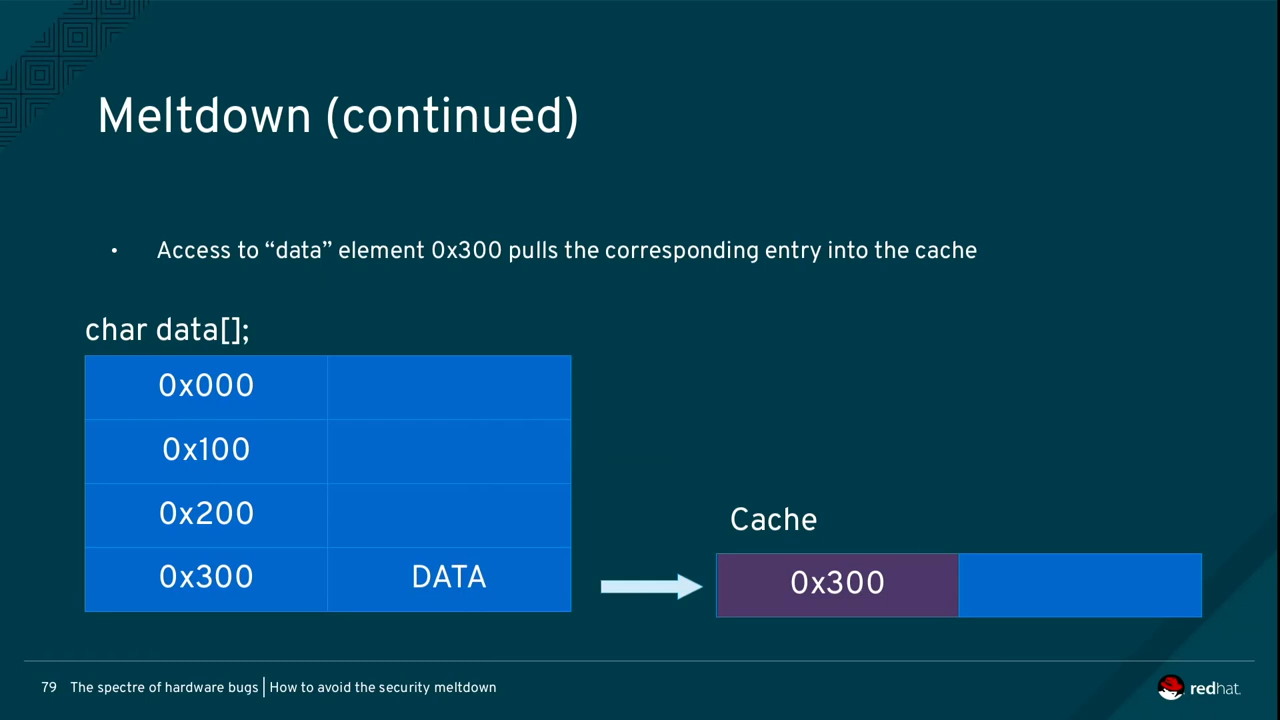 Meltdown (continued)
• Access to “data” element 0x300 pulls the corresponding entry into the cache
char data[];
0x000
0x100
0x200
0x300 DATA
Cache
0x300
79 The spectre of hardware bugs | How to avoid the security meltdown
redhat.